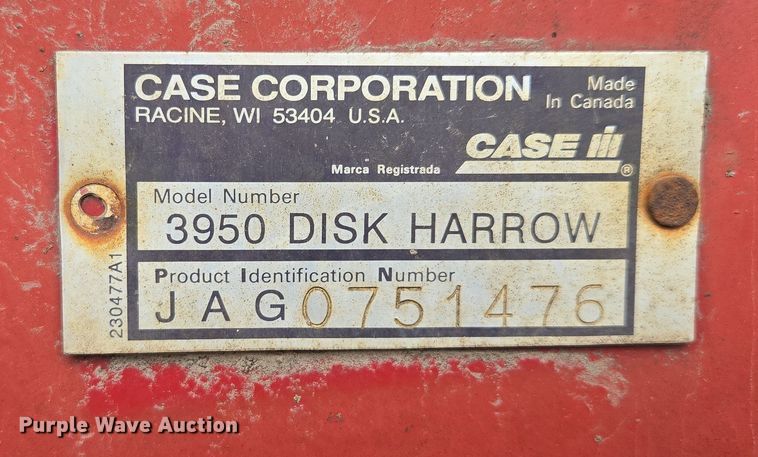 CASE CORPORATION
RACINE, WI 53404 U.S.A.
Made
In Canada
CASE IH ®
Marca Registrada
Model Number
3950 DISK HARROW
Product Identification Number
JAG0751476
230477A1
Purple Wave Auction